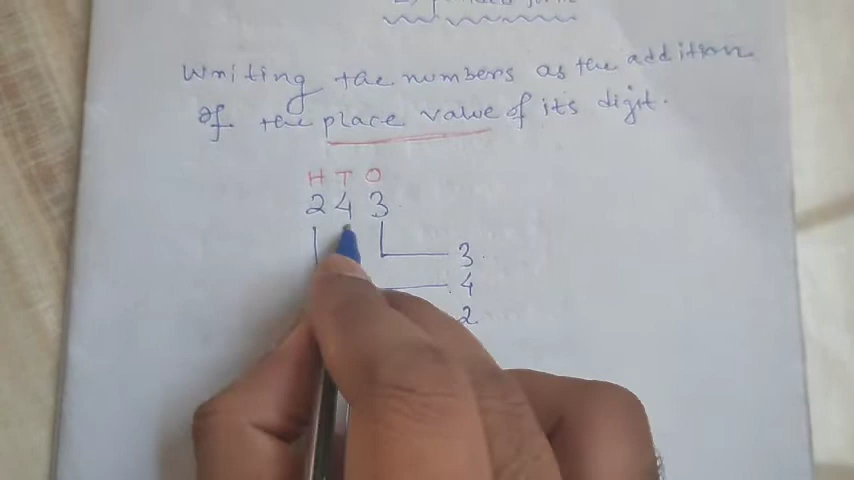 Writing the numbers as the addition
of the place value of its digit.
H T O
2 4 3
3
4
2